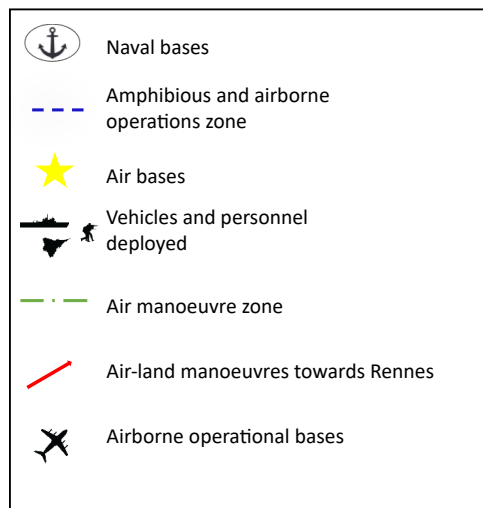 Naval bases
Amphibious and airborne
operations zone
Air bases
Vehicles and personnel
deployed
Air manoeuvre zone
Air-land manoeuvres towards Rennes
Airborne operational bases